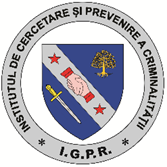 INSTITUTUL DE CERCETARE ȘI PREVENIRE A CRIMINALITĂȚII
* I.G.P.R. *